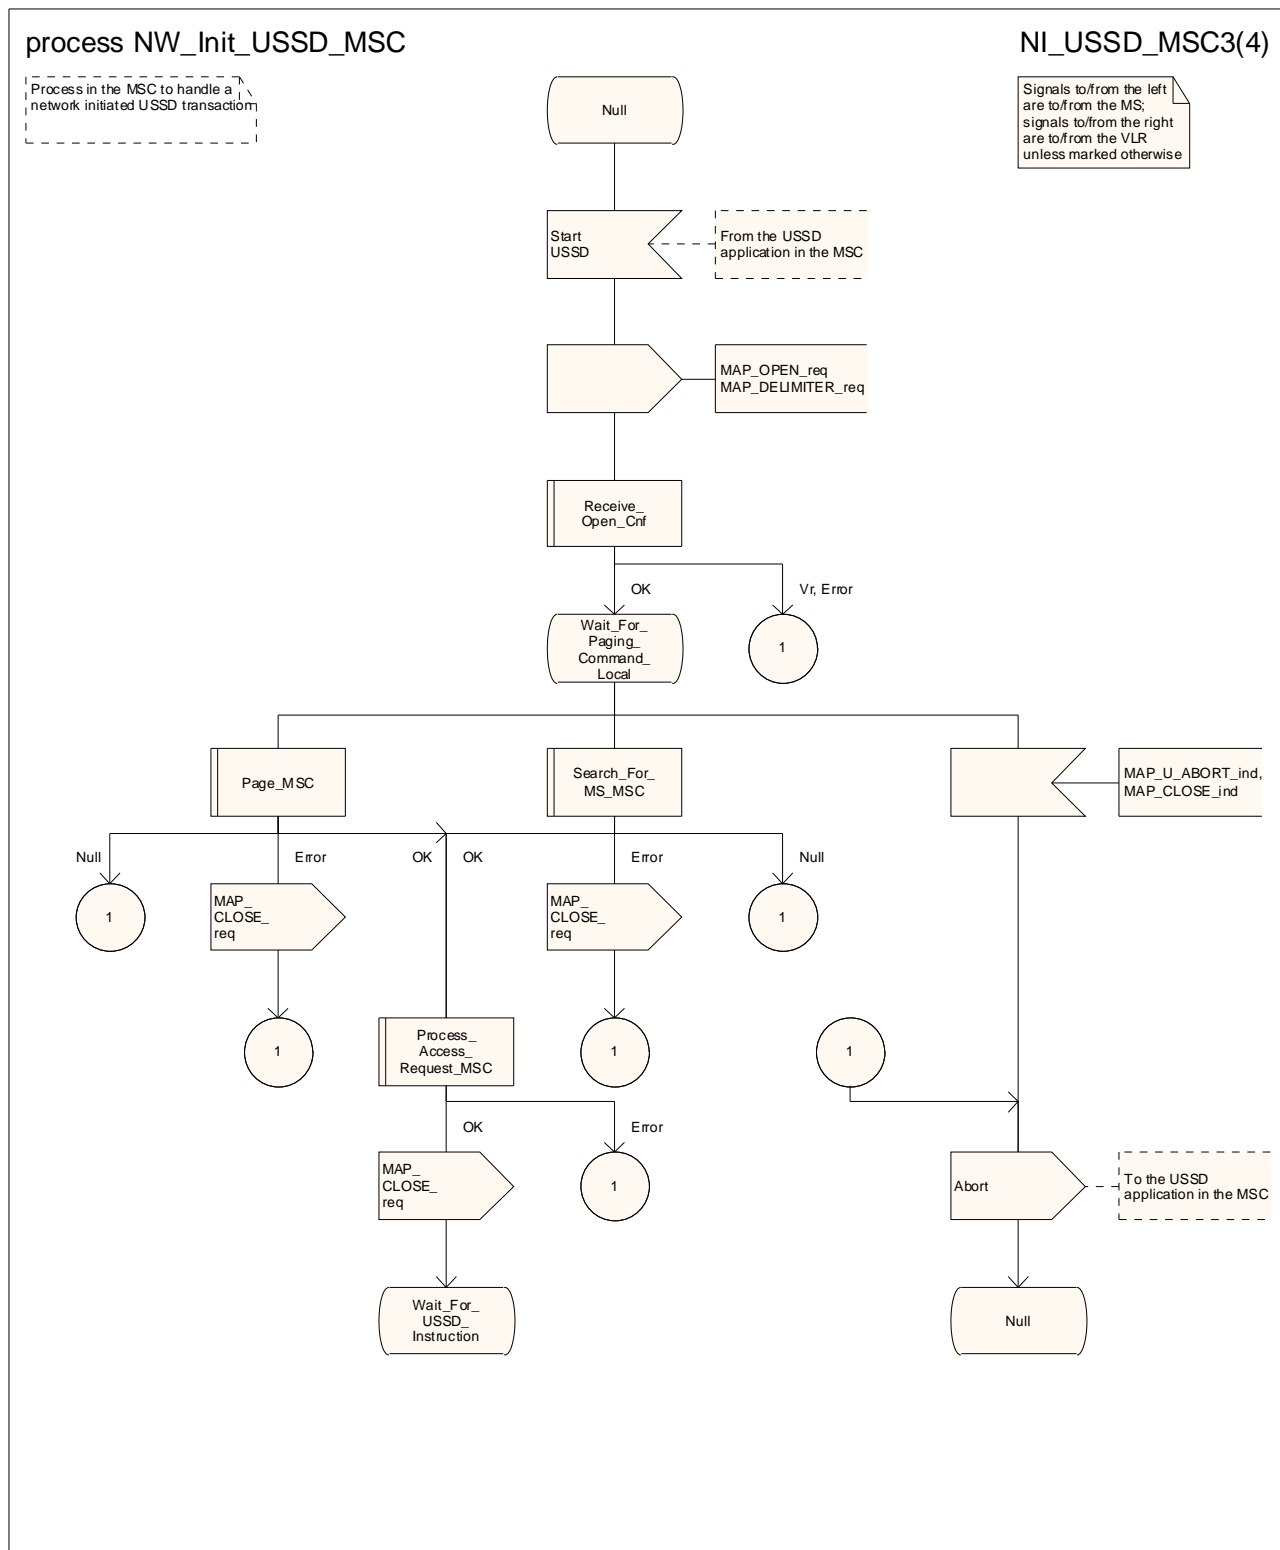 process NW_Init_USSD_MSC
NI_USSD_MSC3(4)
Process in the MSC to handle a
network initiated USSD transaction
Signals to/from the left
are to/from the MS;
signals to/from the right
are to/from the VLR
unless marked otherwise
Null
Start
USSD
From the USSD
application in the MSC
MAP_OPEN_req
MAP_DELIMITER_req
Receive_
Open_Cnf
OK
Vr, Error
Wait_For_
Paging_
Command_
Local
1
Page_MSC
Search_For_
MS_MSC
MAP_U_ABORT_ind,
MAP_CLOSE_ind
Null
Error
OK
OK
Error
Null
1
MAP_
CLOSE_
req
MAP_
CLOSE_
req
1
1
Process_
Access_
Request_MSC
1
1
OK
Error
MAP_
CLOSE_
req
1
Abort
To the USSD
application in the MSC
Wait_For_
USSD_
Instruction
Null